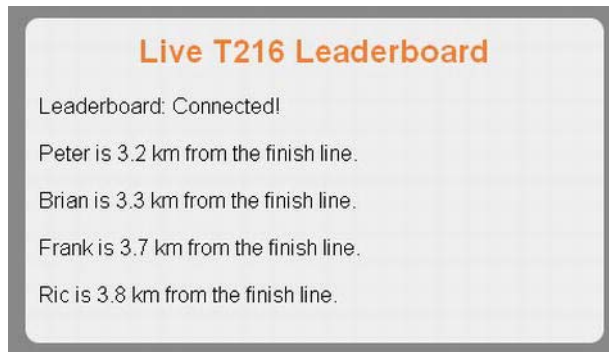 Live T216 Leaderboard
Leaderboard: Connected!
Peter is 3.2 km from the finish line.
Brian is 3.3 km from the finish line.
Frank is 3.7 km from the finish line.
Ric is 3.8 km from the finish line.